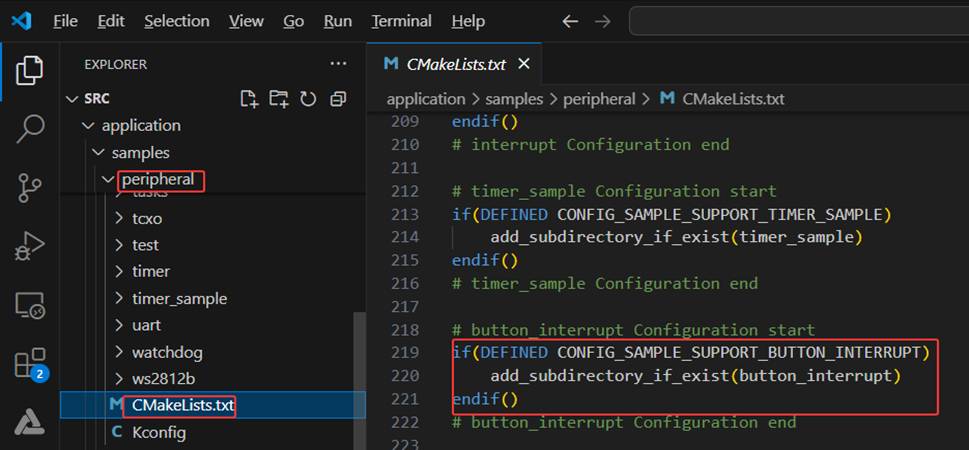 File Edit Selection View Go Run Terminal Help
EXPLORER
SRC
application
samples
peripheral
tasks
tcxo
test
timer
timer_sample
uart
watchdog
ws2812b
CMakeLists.txt
Kconfig
2
CMakeLists.txt
application > samples > peripheral > CMakeLists.txt
209 endif()
210 # interrupt Configuration end
211
212 # timer_sample Configuration start
213 if(DEFINED CONFIG_SAMPLE_SUPPORT_TIMER_SAMPLE)
214 add_subdirectory_if_exist(timer_sample)
215 endif()
216 # timer_sample Configuration end
217
218 # button_interrupt Configuration start
219 if(DEFINED CONFIG_SAMPLE_SUPPORT_BUTTON_INTERRUPT)
220 add_subdirectory_if_exist(button_interrupt)
221 endif()
222 # button_interrupt Configuration end
223